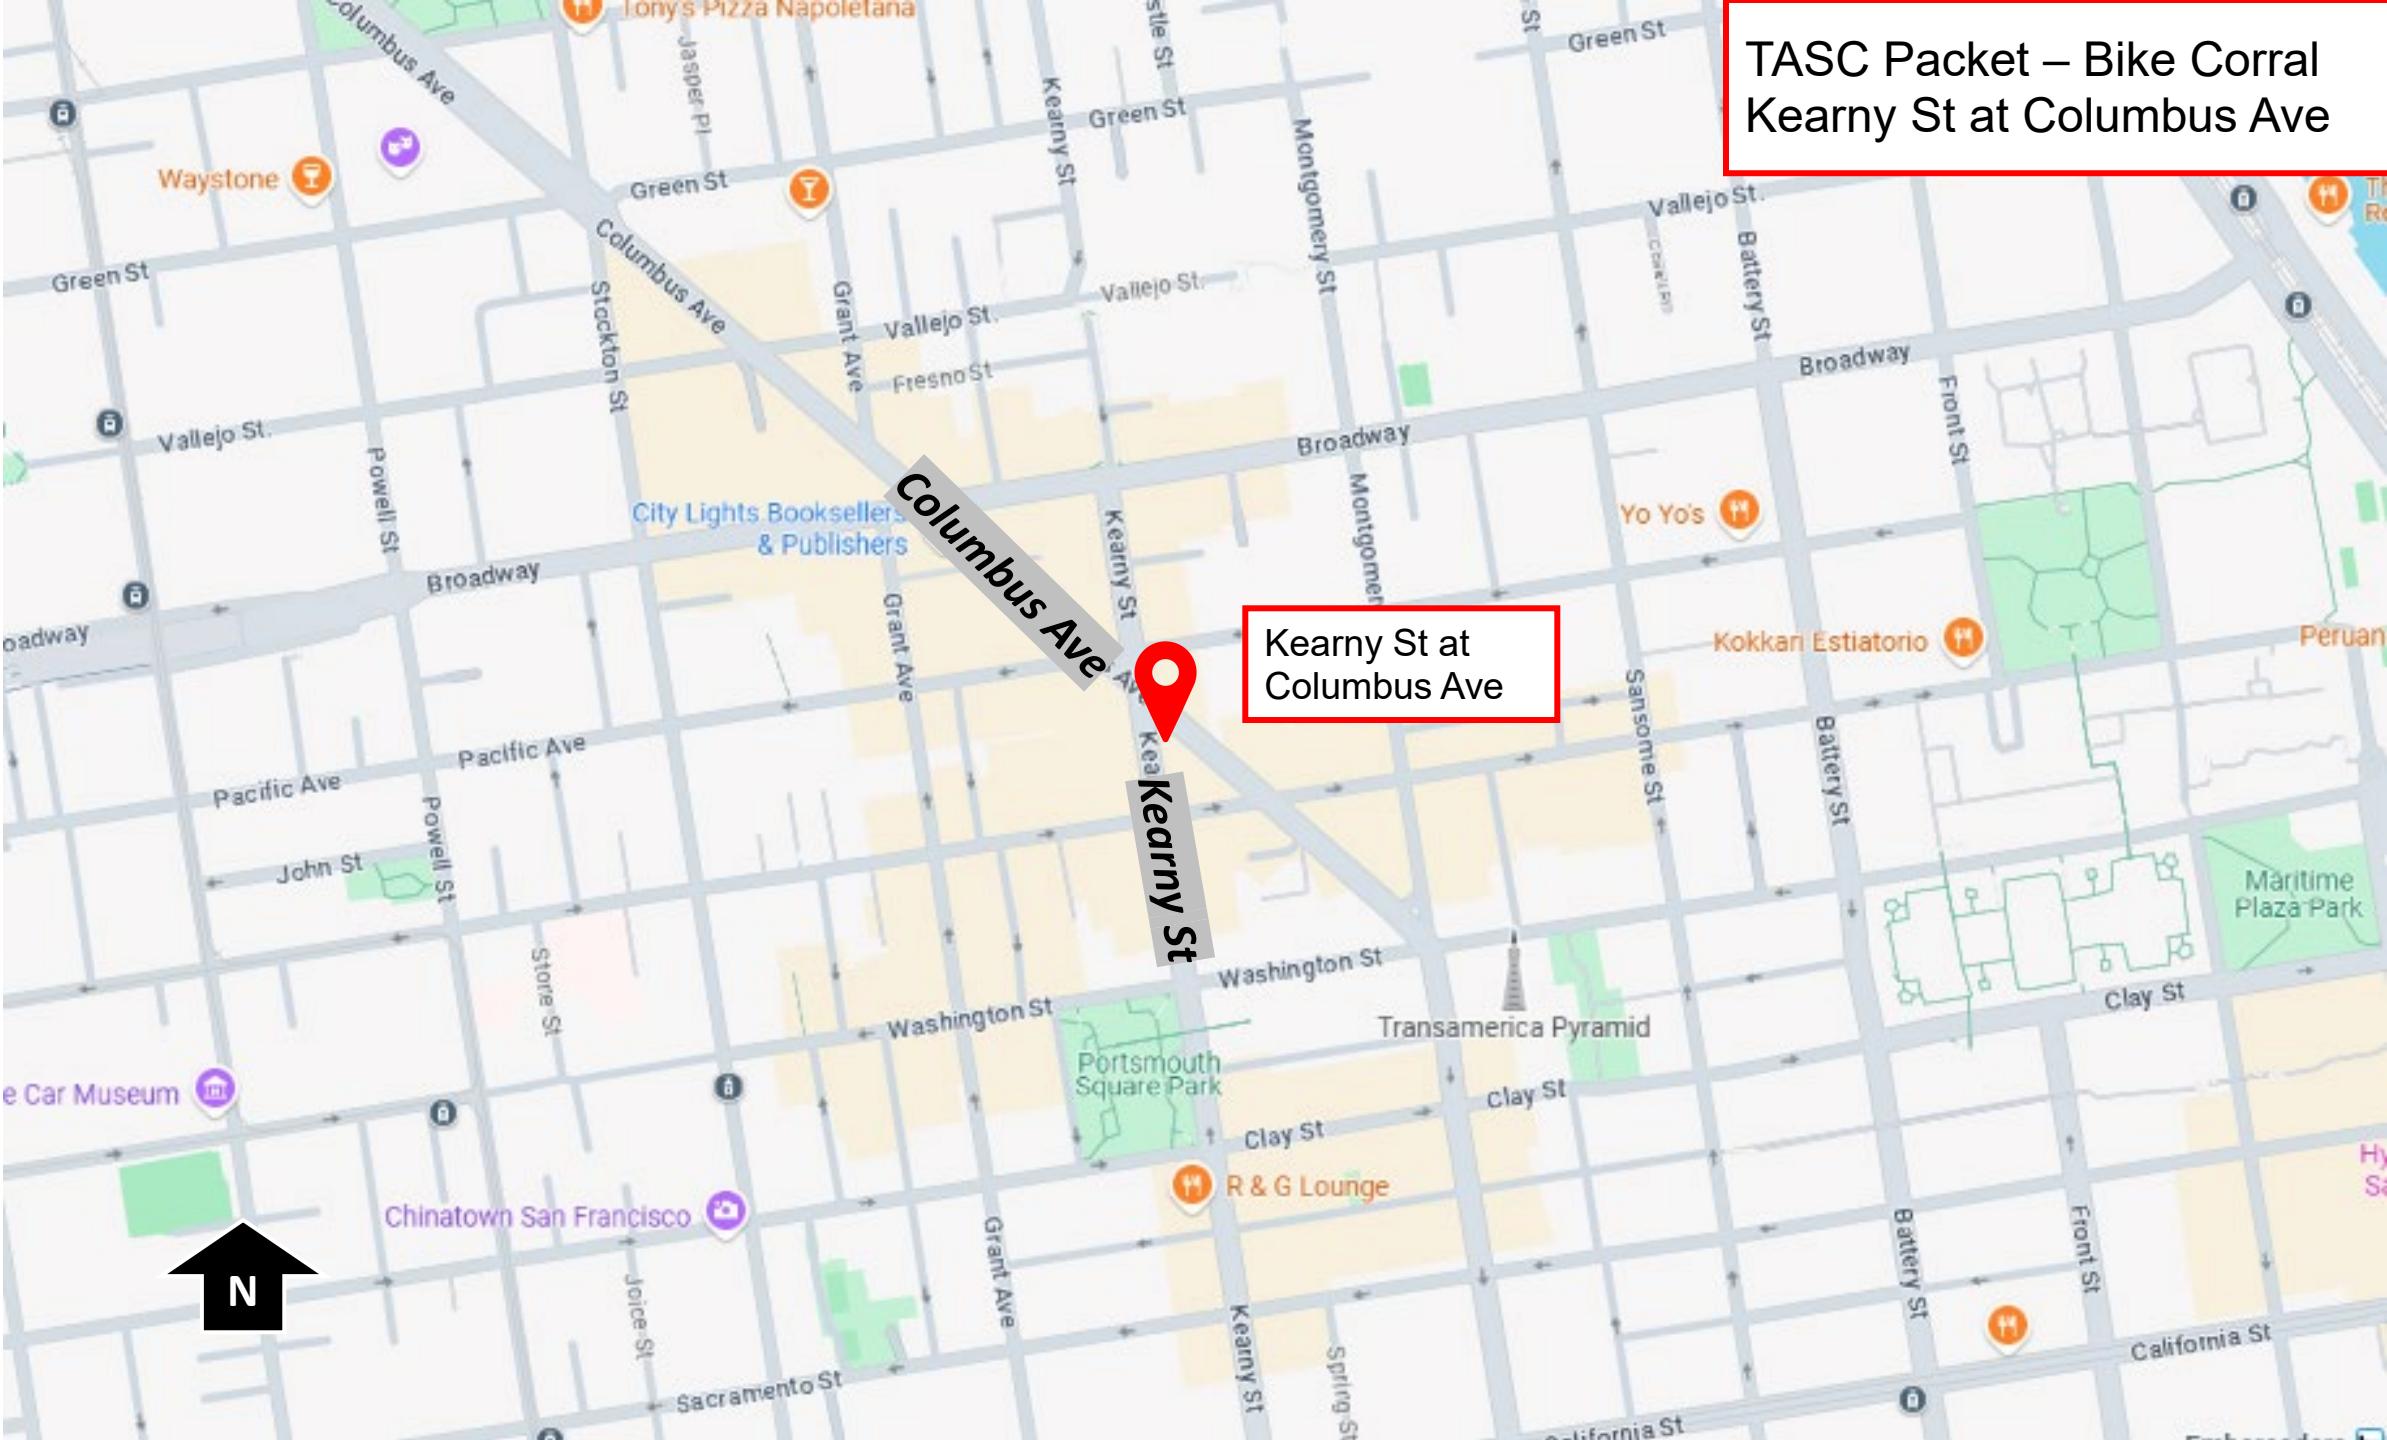 Tony's Pizza Napoletana
Columbus Ave
Jasper Pl
Kearny St
Green St
TASC Packet – Bike Corral
Kearny St at Columbus Ave
Green St
Waystone
Green St
Montgomery St
Vallejo St.
Columbus Ave
Green St
Stockton St
Grant Ave
Vallejo St.
Vallejo St.
Battery St
Fresno St
Broadway
Front St
Vallejo St.
Broadway
Powell St
City Lights Booksellers
& Publishers
Columbus Ave
Kearny St
Yo Yo's
Broadway
Grant Ave
Kearny St at
Columbus Ave
Kokkari Estiatorio
Peruan
oadway
Ave
Sansome St
Pacific Ave
Pacific Ave
Kea
Kearny St
Battery St
Powell St
John St
Maritime
Plaza Park
Stone St
Washington St
Washington St
Clay St
Transamerica Pyramid
Portsmouth
Square Park
e Car Museum
Clay St
Clay St
R & G Lounge
Chinatown San Francisco
Grant Ave
Battery St
Front St
N
Joice St
Kearny St
Spring St
California St
Sacramento St
California St